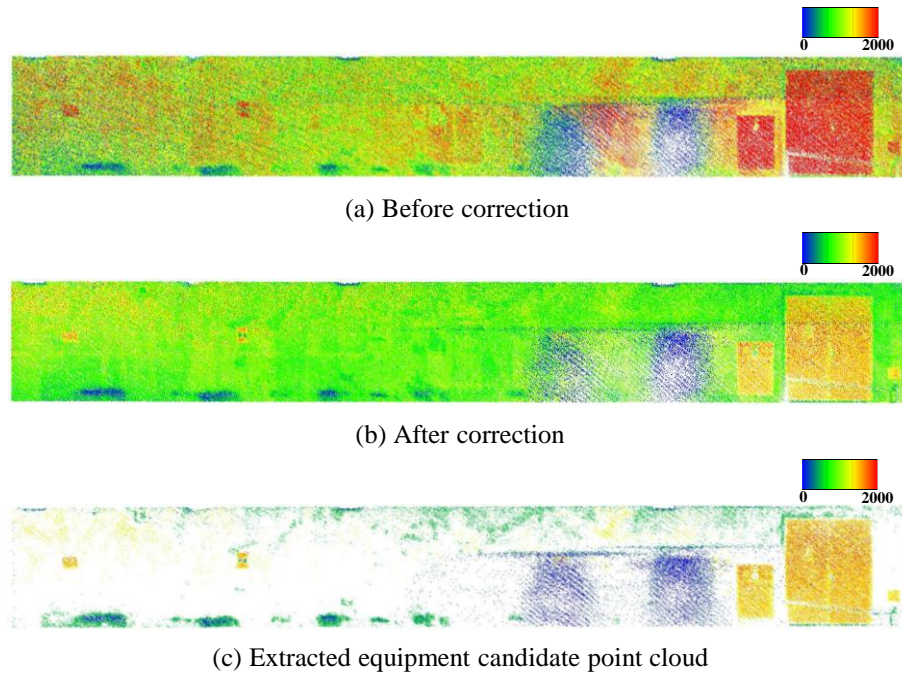 0 2000
(a) Before correction
0 2000
(b) After correction
0 2000
(c) Extracted equipment candidate point cloud